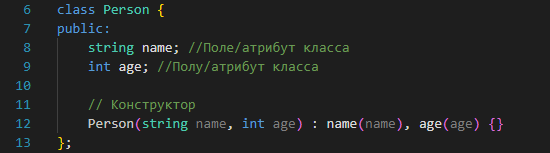 6 class Person {
7 public:
8 string name; //Поле/атрибут класса
9 int age; //Полу/атрибут класса
10
11 // Конструктор
12 Person(string name, int age) : name(name), age(age) {}
13 };